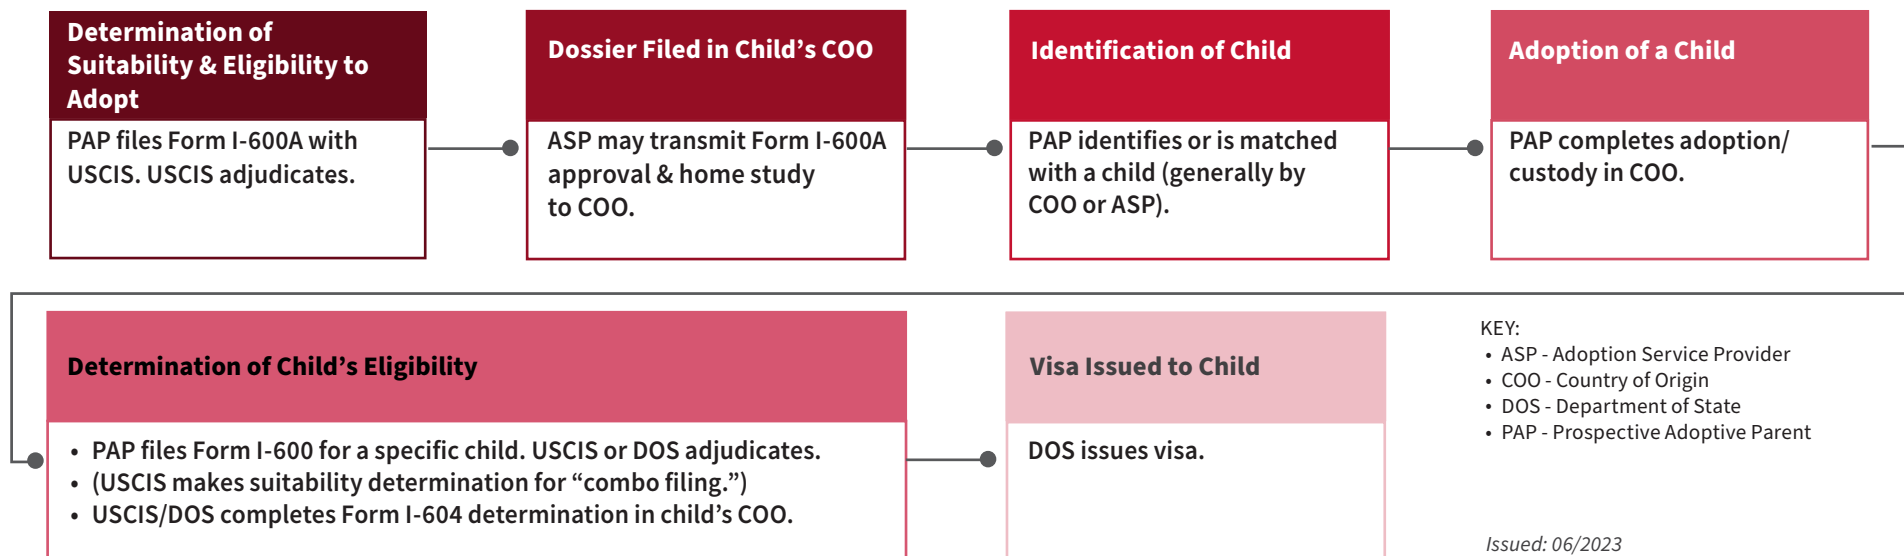 Determination of
Suitability & Eligibility to
Adopt
PAP files Form I-600A with
USCIS. USCIS adjudicates.
Dossier Filed in Child’s COO
ASP may transmit Form I-600A
approval & home study
to COO.
Identification of Child
PAP identifies or is matched
with a child (generally by
COO or ASP).
Adoption of a Child
PAP completes adoption/
custody in COO.
Determination of Child’s Eligibility
• PAP files Form I-600 for a specific child. USCIS or DOS adjudicates.
• (USCIS makes suitability determination for “combo filing.”)
• USCIS/DOS completes Form I-604 determination in child’s COO.
Visa Issued to Child
DOS issues visa.
KEY:
• ASP - Adoption Service Provider
• COO - Country of Origin
• DOS - Department of State
• PAP - Prospective Adoptive Parent
Issued: 06/2023